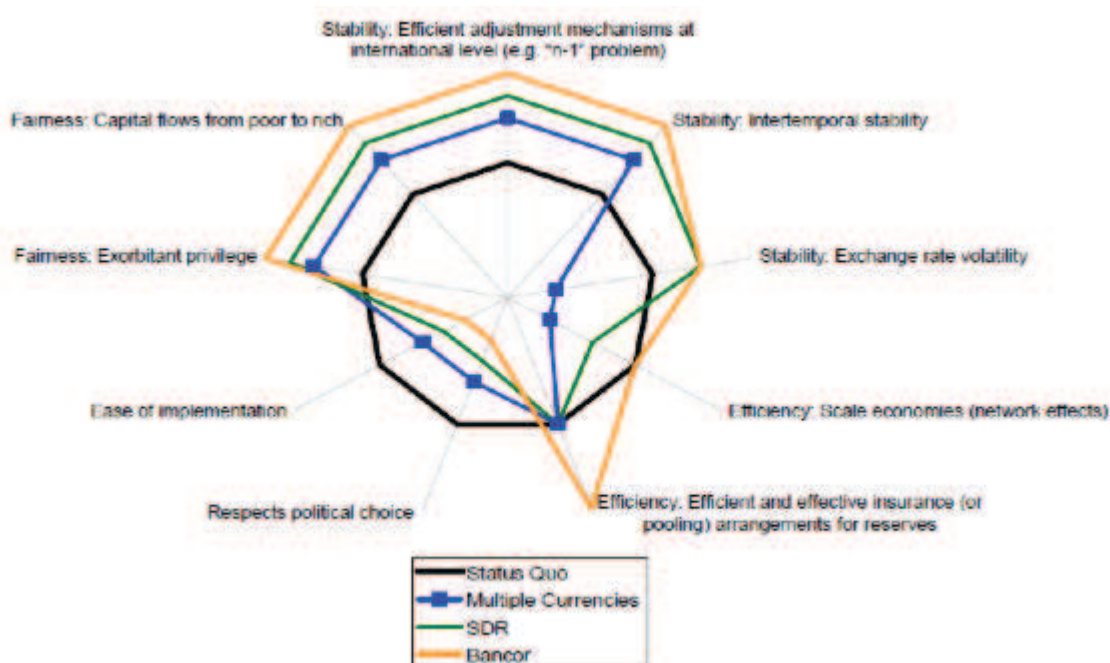 Stability: Efficient adjustment mechanisms at
international level (e.g. "n-1" problem)
Fairness: Capital flows from poor to rich
Stability: Intertemporal stability
Fairness: Exorbitant privilege
Stability: Exchange rate volatility
Ease of implementation
Efficiency: Scale economies (network effects)
Respects political choice
Efficiency: Efficient and effective insurance (or
pooling) arrangements for reserves
Status Quo
Multiple Currencies
SDR
Bancor